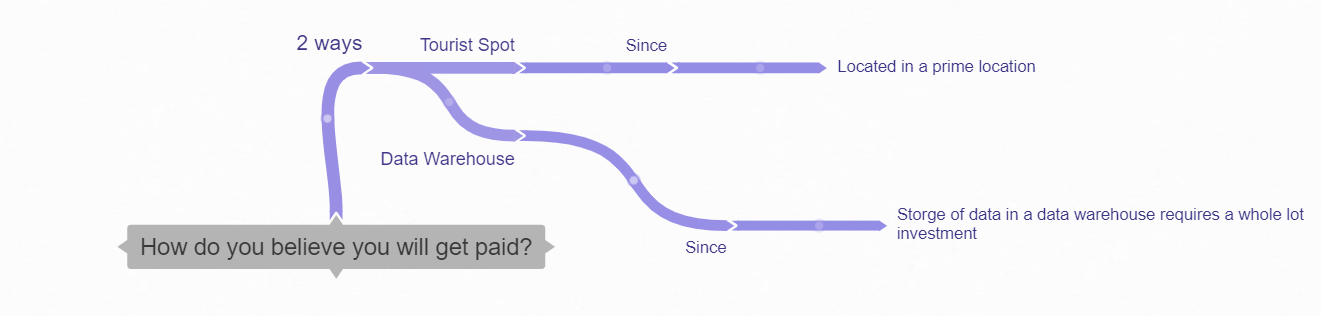 2 ways
Tourist Spot
Since
Located in a prime location
Data Warehouse
Storge of data in a data warehouse requires a whole lot
investment
Since
How do you believe you will get paid?